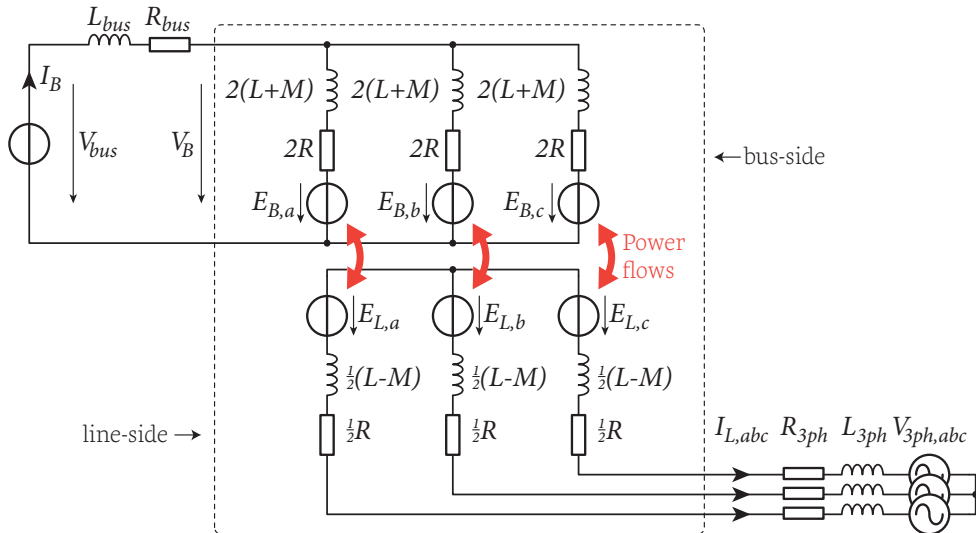 L_bus R_bus
I_B
V_bus
V_B
2(L+M) 2(L+M) 2(L+M)
2R 2R 2R
←bus-side
E_B,a E_B,b E_B,c
Power
flows
E_L,a E_L,b E_L,c
½(L-M) ½(L-M) ½(L-M)
line-side →
½R ½R ½R
I_L,abc R_3ph L_3ph V_3ph,abc